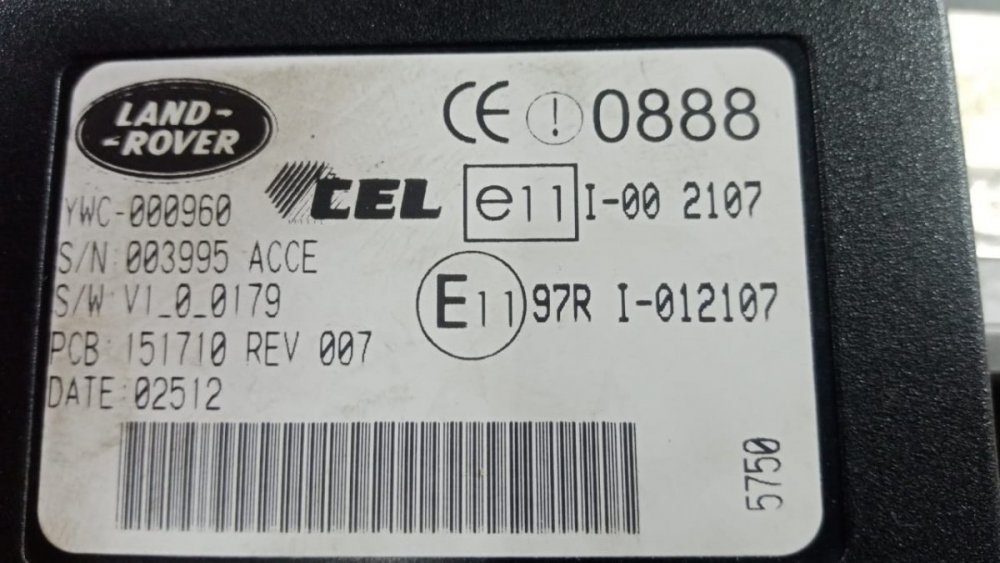 LAND-
-ROVER
CE ! 0888
YWC-000960
CEL
e11 I-00 2107
S/N 003995 ACCE
S/W V1_0_0179
E11 97R I-012107
PCB: 151710 REV 007
DATE 02512
5750